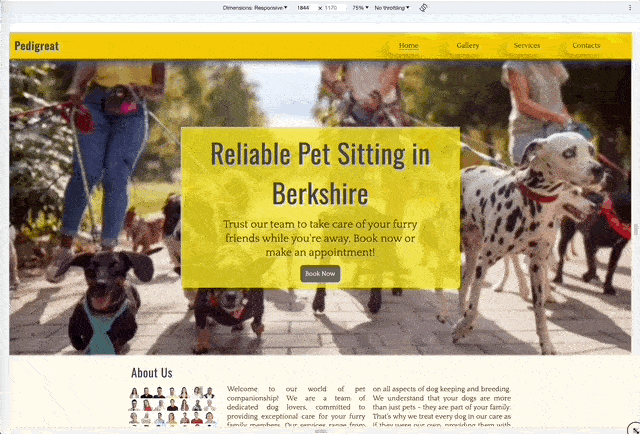 Dimensions: Responsive ▼ 1844 × 1170 75% ▼ No throttling ▼
Pedigreat
Home Gallery Services Contacts
Reliable Pet Sitting in
Berkshire
Trust our team to take care of your furry
friends while you're away. Book now or
make an appointment!
Book Now
About Us
Welcome to our world of pet
companionship! We are a team of
dedicated dog lovers, committed to
providing exceptional care for your furry
family members. Our services range from
on all aspects of dog keeping and breeding.
We understand that your dogs are more
than just pets - they are part of your family.
That's why we treat every dog in our care as
if they were our own, providing them with